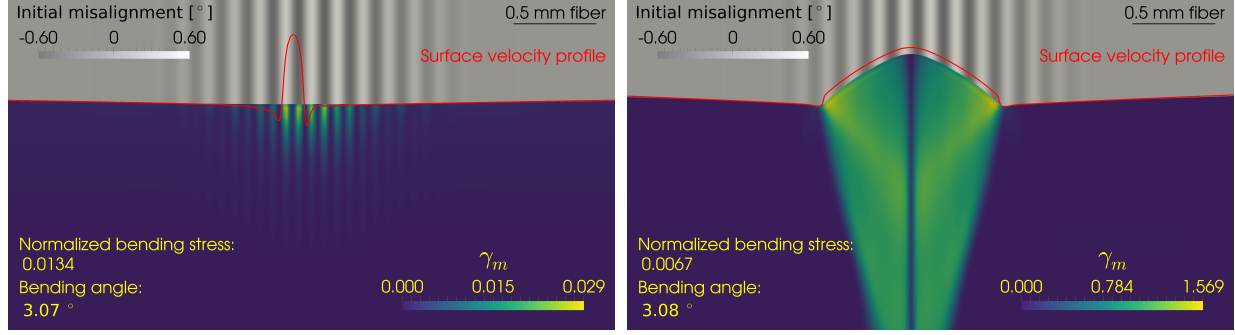 Initial misalignment [°]
-0.60 0 0.60
0.5 mm fiber
Surface velocity profile
Normalized bending stress:
0.0134
Bending angle:
3.07 °
γm
0.000 0.015 0.029
Initial misalignment [°]
-0.60 0 0.60
0.5 mm fiber
Surface velocity profile
Normalized bending stress:
0.0067
Bending angle:
3.08 °
γm
0.000 0.784 1.569